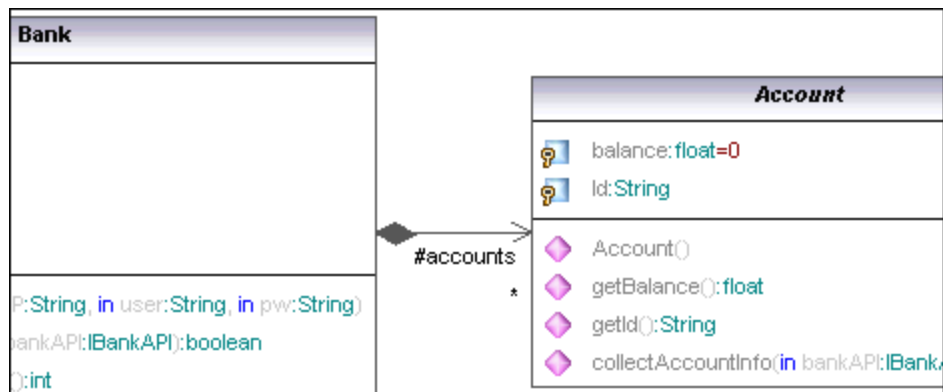 Bank
Account
balance:float=0
Id:String
#accounts
*
Account()
getBalance():float
getId():String
collectAccountInfo(in bankAPI:IBank
P:String, in user:String, in pw:String)
bankAPI:IBankAPI):boolean
():int